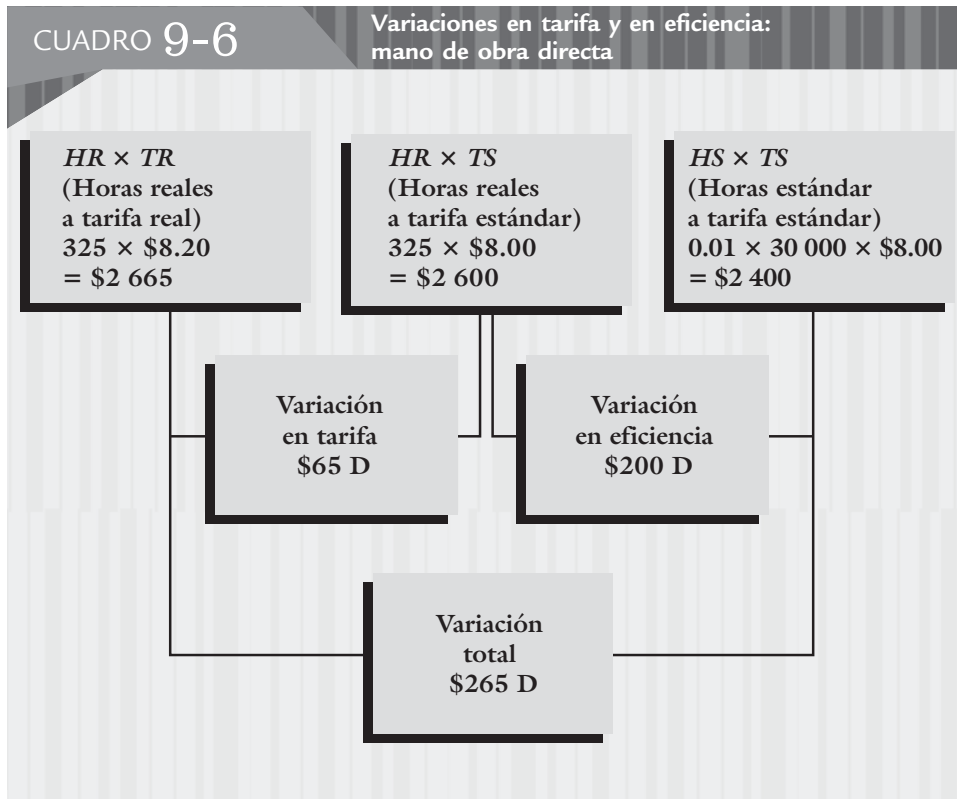 CUADRO 9-6
Variaciones en tarifa y en eficiencia:
mano de obra directa
HR × TR
(Horas reales
a tarifa real)
325 × $8.20
= $2 665
HR × TS
(Horas reales
a tarifa estándar)
325 × $8.00
= $2 600
HS × TS
(Horas estándar
a tarifa estándar)
0.01 × 30 000 × $8.00
= $2 400
Variación
en tarifa
$65 D
Variación
en eficiencia
$200 D
Variación
total
$265 D